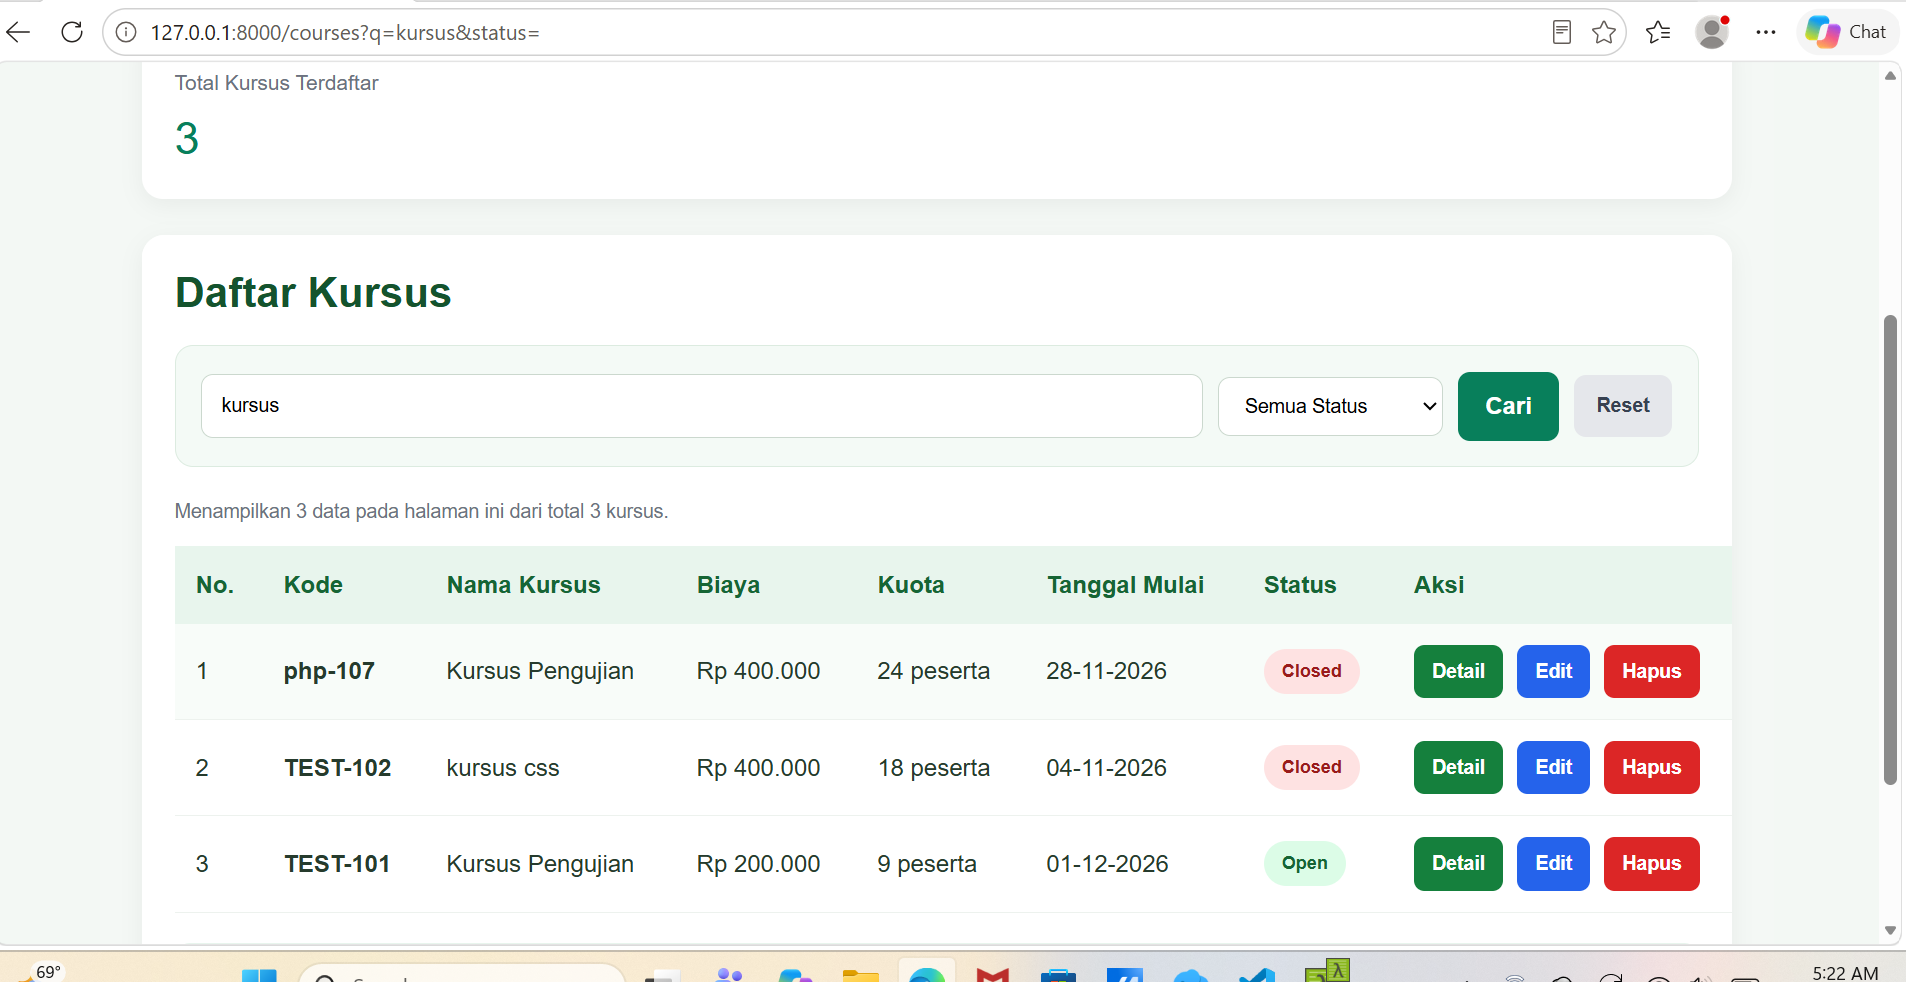 127.0.0.1:8000/courses?q=kursus&status=
Chat
Total Kursus Terdaftar
3
Daftar Kursus
kursus Semua Status Cari Reset
Menampilkan 3 data pada halaman ini dari total 3 kursus.
No. Kode Nama Kursus Biaya Kuota Tanggal Mulai Status Aksi
1 php-107 Kursus Pengujian Rp 400.000 24 peserta 28-11-2026 Closed Detail Edit Hapus
2 TEST-102 kursus css Rp 400.000 18 peserta 04-11-2026 Closed Detail Edit Hapus
3 TEST-101 Kursus Pengujian Rp 200.000 9 peserta 01-12-2026 Open Detail Edit Hapus
69°
5:22 AM